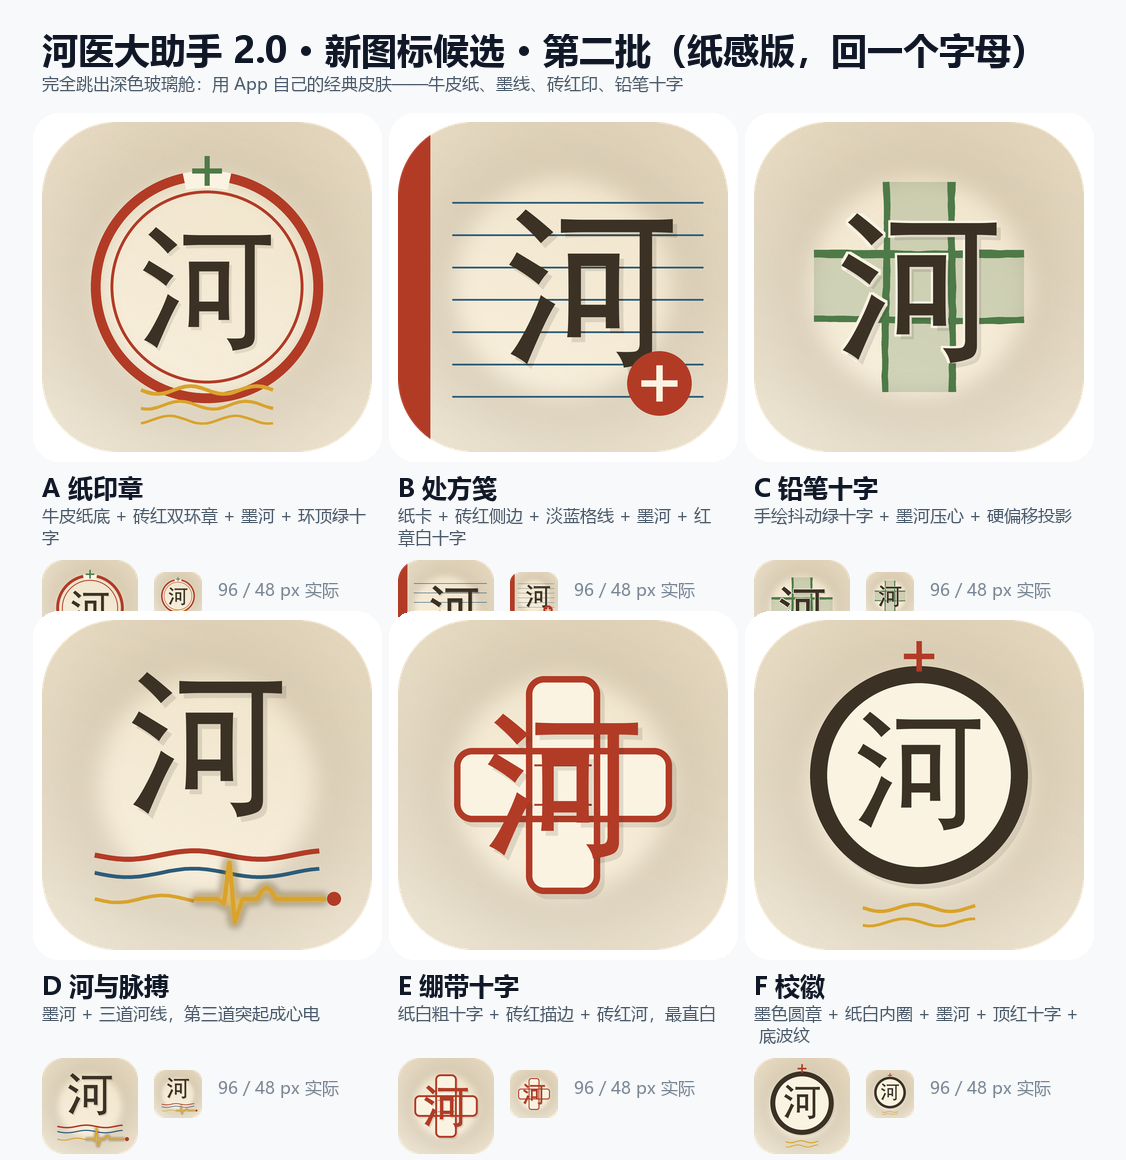 河医大助手 2.0 • 新图标候选 • 第二批（纸感版，回一个字母）
完全跳出深色玻璃舱：用 App 自己的经典皮肤——牛皮纸、墨线、砖红印、铅笔十字
河
河
河
A 纸印章
牛皮纸底 + 砖红双环章 + 墨河 + 环顶绿十
字
B 处方笺
纸卡 + 砖红侧边 + 淡蓝格线 + 墨河 + 红
章白十字
C 铅笔十字
手绘抖动绿十字 + 墨河压心 + 硬偏移投影
河
河
96 / 48 px 实际
河
河
96 / 48 px 实际
河
河
96 / 48 px 实际
河
河
河
D 河与脉搏
墨河 + 三道河线，第三道突起成心电
E 绷带十字
纸白粗十字 + 砖红描边 + 砖红河，最直白
F 校徽
墨色圆章 + 纸白内圈 + 墨河 + 顶红十字 +
底波纹
河
河
96 / 48 px 实际
河
河
96 / 48 px 实际
河
河
96 / 48 px 实际